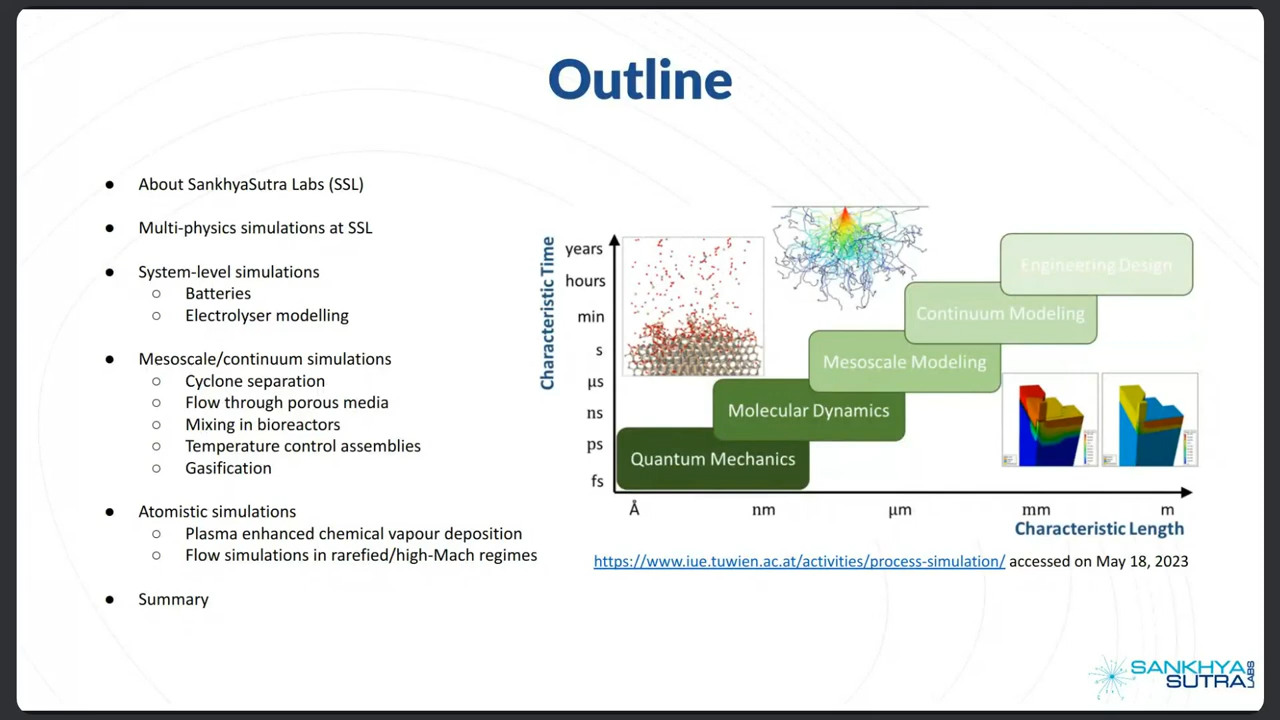 Outline
● About SankhyaSutra Labs (SSL)
● Multi-physics simulations at SSL
● System-level simulations
○ Batteries
○ Electrolyser modelling
● Mesoscale/continuum simulations
○ Cyclone separation
○ Flow through porous media
○ Mixing in bioreactors
○ Temperature control assemblies
○ Gasification
● Atomistic simulations
○ Plasma enhanced chemical vapour deposition
○ Flow simulations in rarefied/high-Mach regimes
● Summary
Characteristic Time
years
hours
min
s
μs
ns
ps
fs
Engineering Design
Continuum Modeling
Mesoscale Modeling
Molecular Dynamics
Quantum Mechanics
Å nm μm mm m
Characteristic Length
https://www.iue.tuwien.ac.at/activities/process-simulation/ accessed on May 18, 2023
SANKHYA
SUTRA
LABS